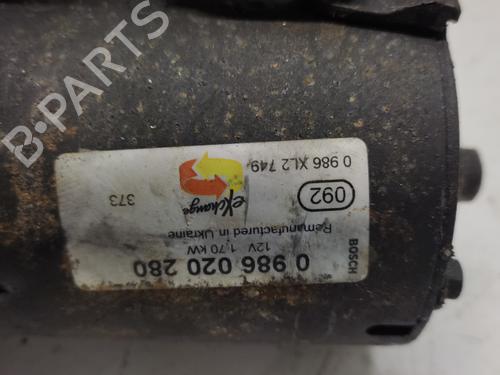 BOSCH
0 986 020 280
12V 1.70 kW
Remanufactured in Ukraine
eXchange
373
092
0 986 XL2 749
B-PARTS